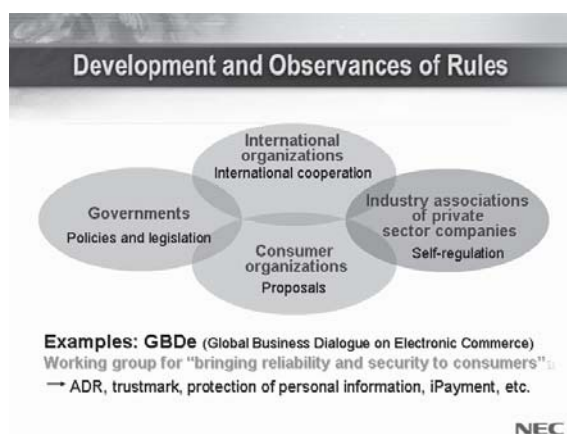 Development and Observances of Rules
International
organizations
International cooperation
Governments
Policies and legislation
Industry associations
of private
sector companies
Self-regulation
Consumer
organizations
Proposals
Examples: GBDe (Global Business Dialogue on Electronic Commerce)
Working group for "bringing reliability and security to consumers"
→ ADR, trustmark, protection of personal information, iPayment, etc.
NEC